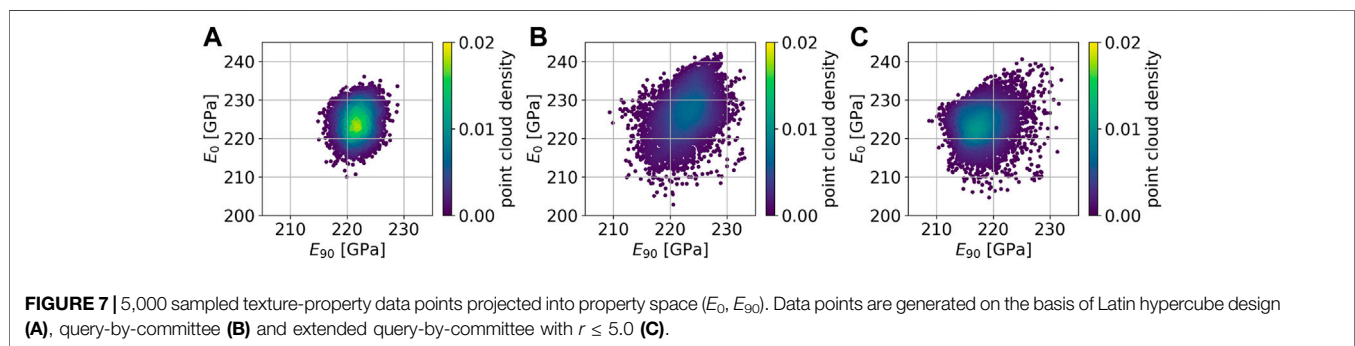 A
B
C
240
230
220
210
200
E0 [GPa]
210 220 230
E90 [GPa]
0.02
0.01
0.00
point cloud density
240
230
220
210
200
E0 [GPa]
210 220 230
E90 [GPa]
0.02
0.01
0.00
point cloud density
240
230
220
210
200
E0 [GPa]
210 220 230
E90 [GPa]
0.02
0.01
0.00
point cloud density
FIGURE 7 | 5,000 sampled texture-property data points projected into property space (E0, E90). Data points are generated on the basis of Latin hypercube design
(A), query-by-committee (B) and extended query-by-committee with r ≤ 5.0 (C).